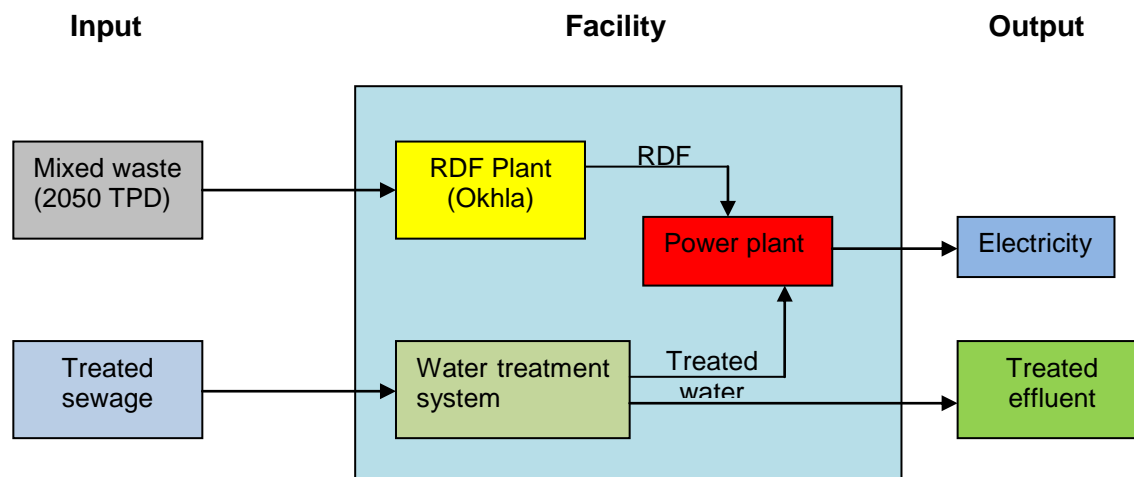 Input
Facility
Output
Mixed waste
(2050 TPD)
RDF Plant
(Okhla)
RDF
Power plant
Electricity
Treated
sewage
Water treatment
system
Treated
water
Treated
effluent